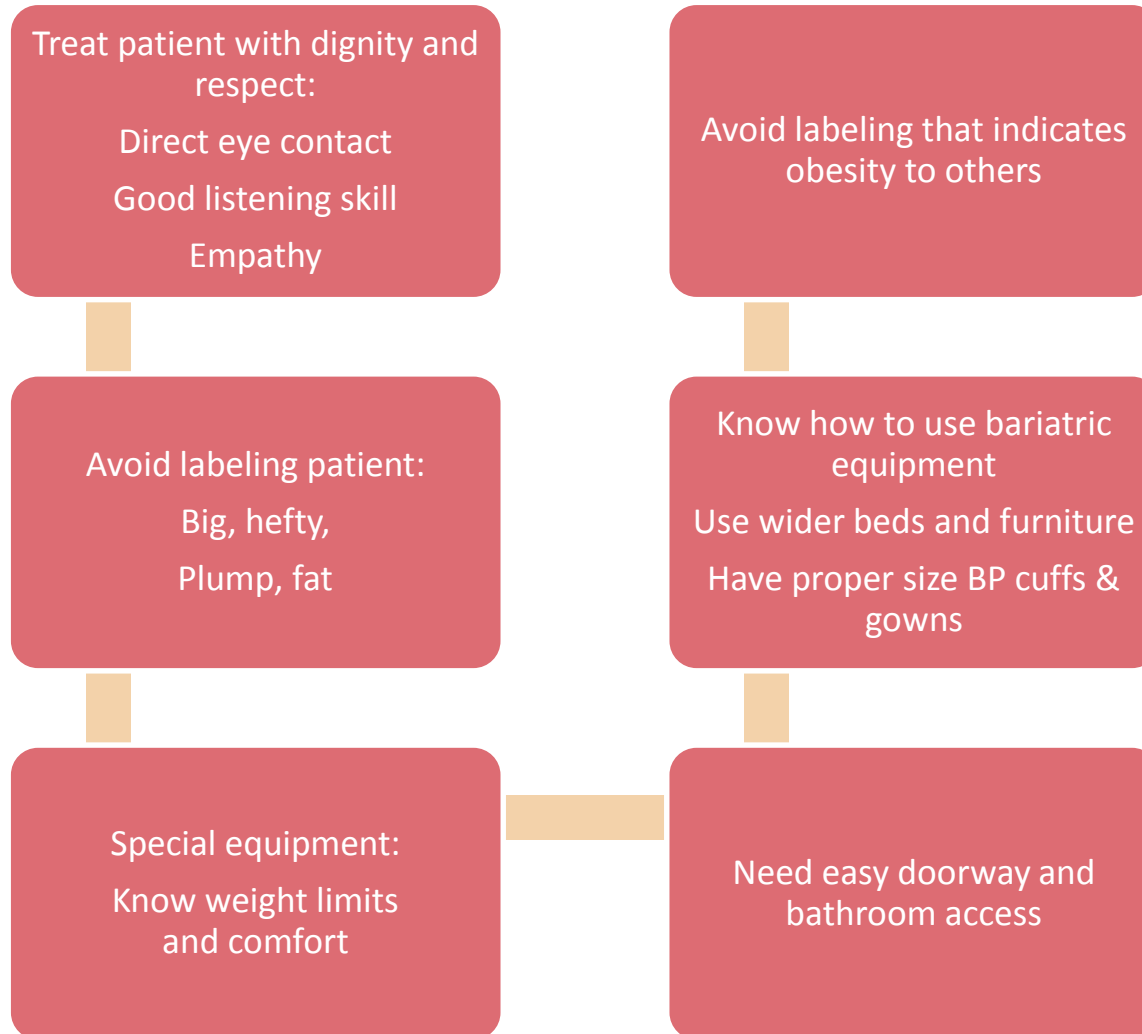 Treat patient with dignity and
respect:
Direct eye contact
Good listening skill
Empathy
Avoid labeling patient:
Big, hefty,
Plump, fat
Special equipment:
Know weight limits
and comfort
Need easy doorway and
bathroom access
Know how to use bariatric
equipment
Use wider beds and furniture
Have proper size BP cuffs &
gowns
Avoid labeling that indicates
obesity to others